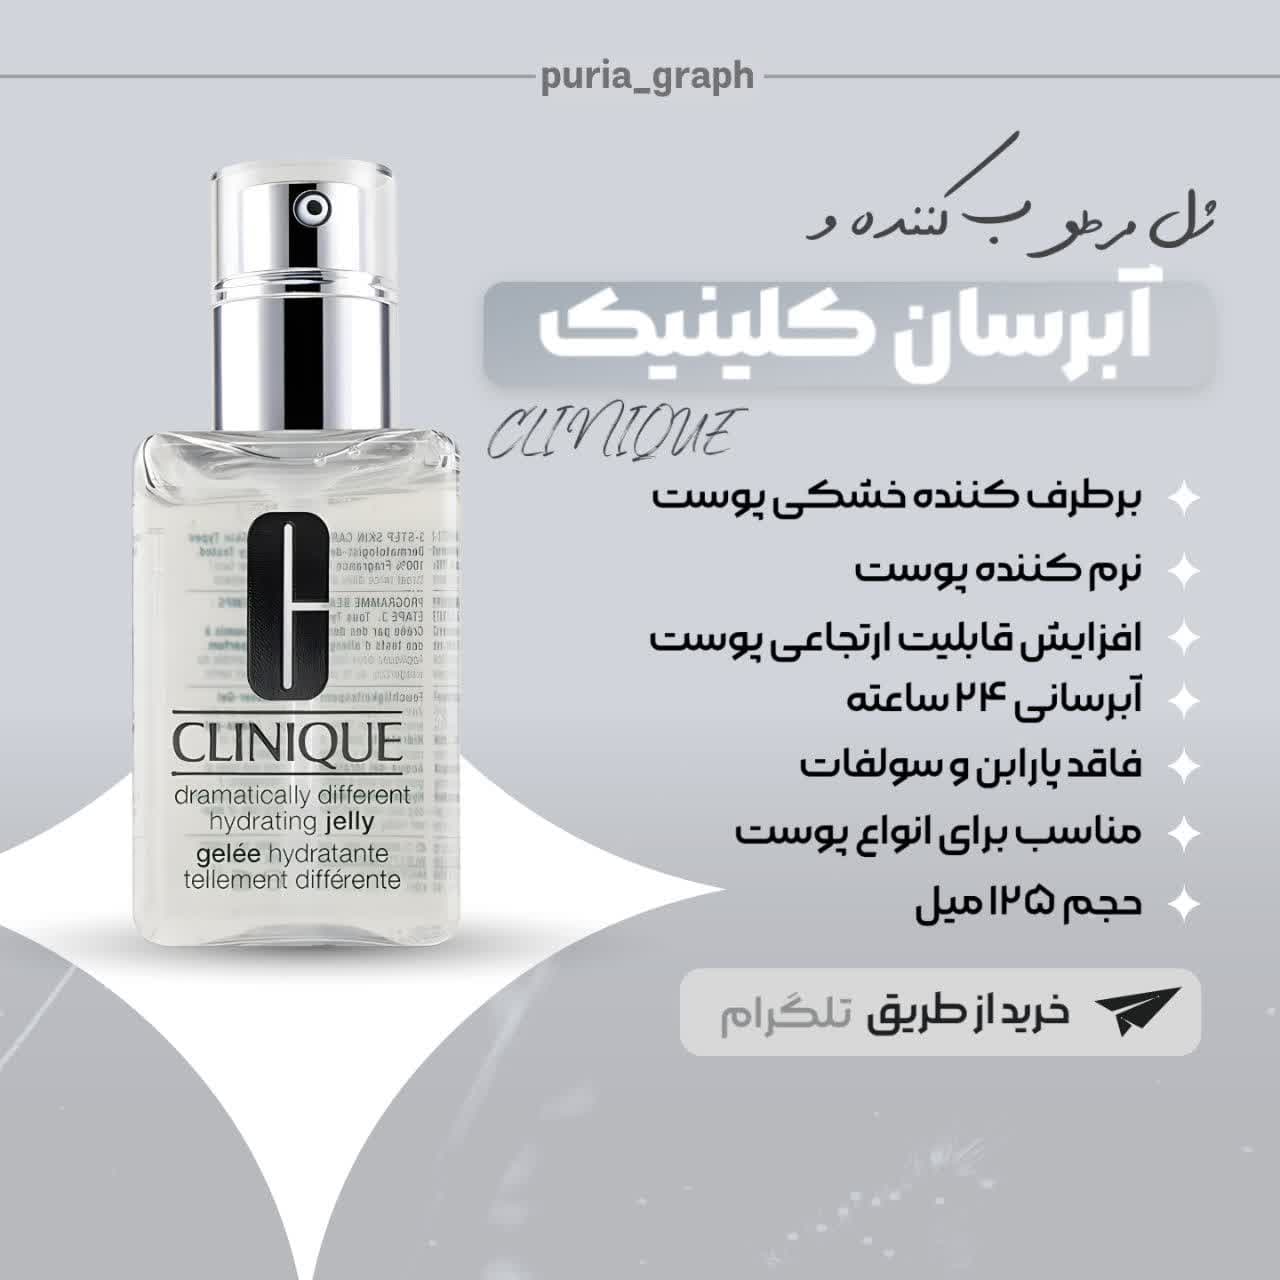 puria_graph
ژل مرطوب کننده و
آبرسان کلینیک
CLINIQUE
برطرف کننده خشکی پوست
نرم کننده پوست
افزایش قابلیت ارتجاعی پوست
آبرسانی ۲۴ ساعته
فاقد پارابن و سولفات
مناسب برای انواع پوست
حجم ۱۲۵ میل
خرید از طریق تلگرام
CLINIQUE
dramatically different
hydrating jelly
gelée hydratante
tellement différente